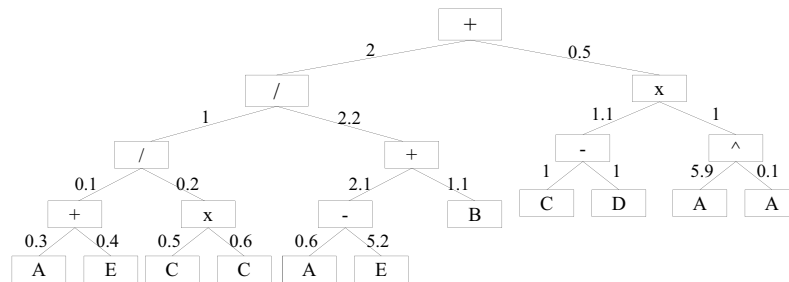 +
2 0.5
/ x
1 2.2 1.1 1
/ + - ^
0.1 0.2 2.1 1.1 1 1 5.9 0.1
+ x - B C D A A
0.3 0.4 0.5 0.6 0.6 5.2
A E C C A E